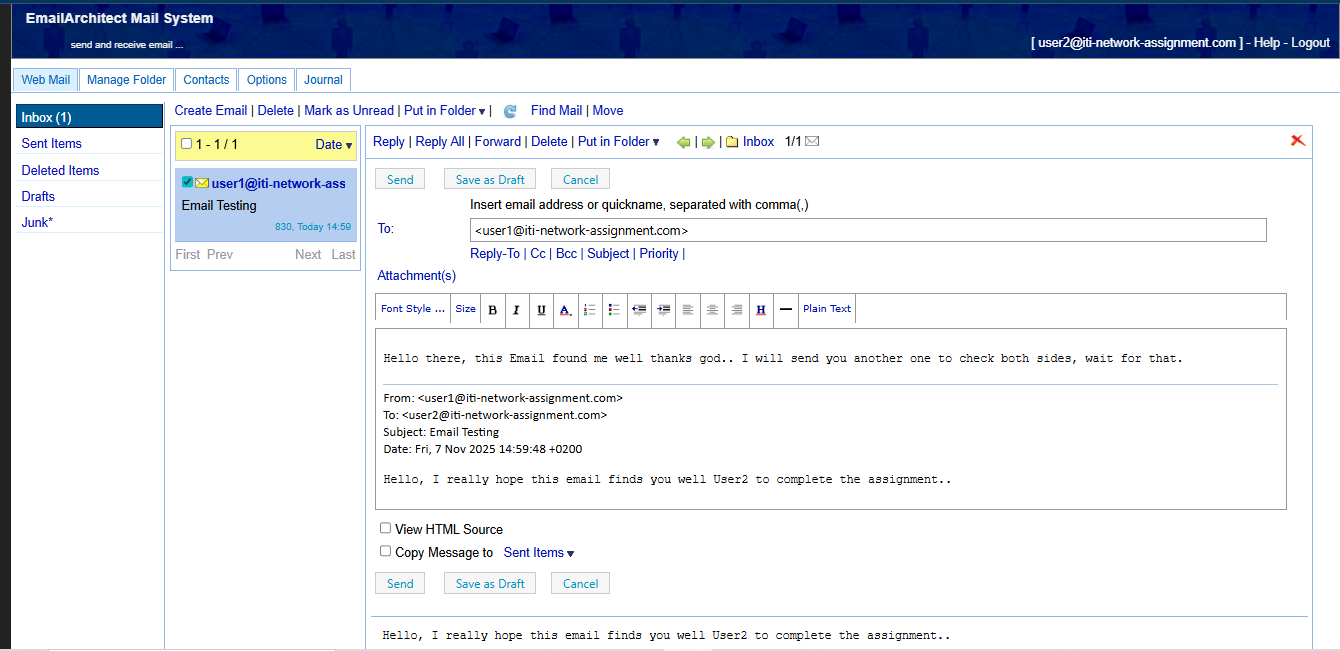 EmailArchitect Mail System
send and receive email ...
[ user2@iti-network-assignment.com ] - Help - Logout
Web Mail Manage Folder Contacts Options Journal
Inbox (1)
Sent Items
Deleted Items
Drafts
Junk*
Create Email | Delete | Mark as Unread | Put in Folder ▾ | Find Mail | Move
1 - 1 / 1 Date ▾
user1@iti-network-ass
Email Testing
830, Today 14:59
First Prev Next Last
Reply | Reply All | Forward | Delete | Put in Folder ▾ | | Inbox 1/1
Send Save as Draft Cancel
Insert email address or quickname, separated with comma(,)
To: <user1@iti-network-assignment.com>
Reply-To | Cc | Bcc | Subject | Priority |
Attachment(s)
Font Style ... Size B I U A H Plain Text
Hello there, this Email found me well thanks god.. I will send you another one to check both sides, wait for that.
From: <user1@iti-network-assignment.com>
To: <user2@iti-network-assignment.com>
Subject: Email Testing
Date: Fri, 7 Nov 2025 14:59:48 +0200
Hello, I really hope this email finds you well User2 to complete the assignment..
View HTML Source
Copy Message to Sent Items ▾
Send Save as Draft Cancel
Hello, I really hope this email finds you well User2 to complete the assignment..